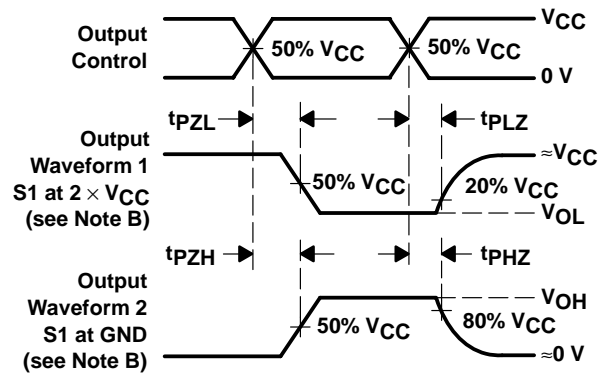 Output
Control
50% VCC
50% VCC
VCC
0 V
tPZL
tPLZ
Output
Waveform 1
S1 at 2 × VCC
(see Note B)
50% VCC
≈VCC
20% VCC
VOL
tPZH
tPHZ
Output
Waveform 2
S1 at GND
(see Note B)
50% VCC
VOH
80% VCC
≈0 V